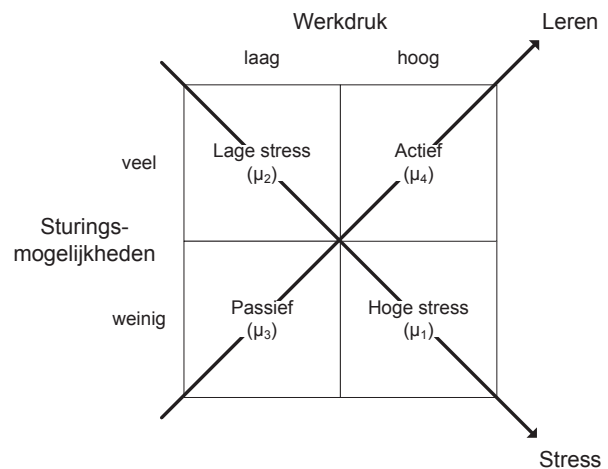 Werkdruk
Leren
laag
hoog
veel
Lage stress
(μ₂)
Actief
(μ₄)
Sturings-
mogelijkheden
weinig
Passief
(μ₃)
Hoge stress
(μ₁)
Stress